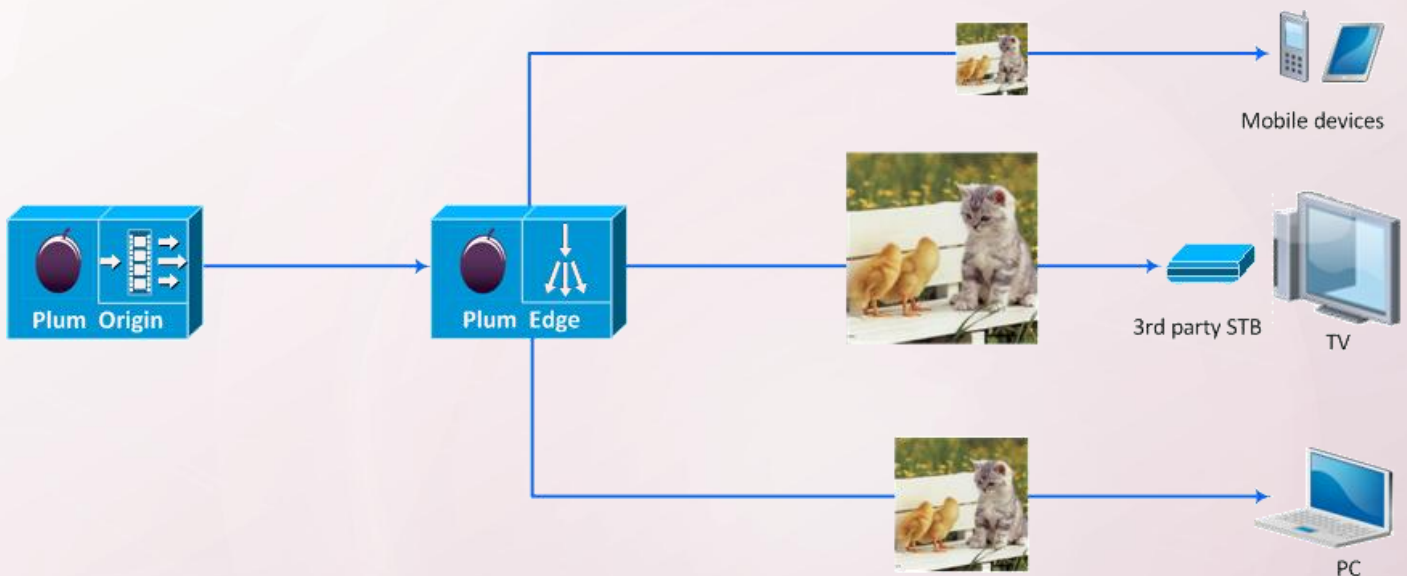 Mobile devices
Plum Origin
Plum Edge
3rd party STB
TV
PC